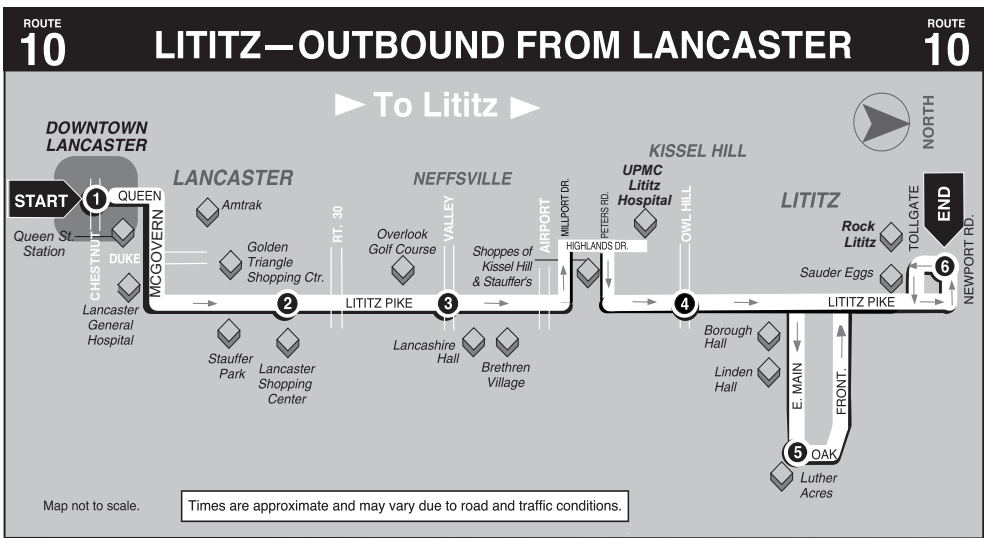 ROUTE
10
LITITZ—OUTBOUND FROM LANCASTER
ROUTE
10
To Lititz
NORTH
DOWNTOWN
LANCASTER
START
1
QUEEN
Queen St.
Station
CHESTNUT
DUKE
MCGOVERN
Lancaster
General
Hospital
LANCASTER
Amtrak
Golden
Triangle
Shopping Ctr.
Stauffer
Park
2
Lancaster
Shopping
Center
RT. 30
LITITZ PIKE
NEFFSVILLE
Overlook
Golf Course
VALLEY
3
Lancashire
Hall
Brethren
Village
Shoppes of
Kissel Hill
& Stauffer's
AIRPORT
MILLPORT DR.
HIGHLANDS DR.
PETERS RD.
KISSEL HILL
UPMC
Lititz
Hospital
OWL HILL
4
LITITZ
LITITZ PIKE
Borough
Hall
Linden
Hall
E. MAIN
5
OAK
FRONT.
Luther
Acres
Rock
Lititz
Sauder Eggs
TOLLGATE
END
6
NEWPORT RD.
Map not to scale.
Times are approximate and may vary due to road and traffic conditions.